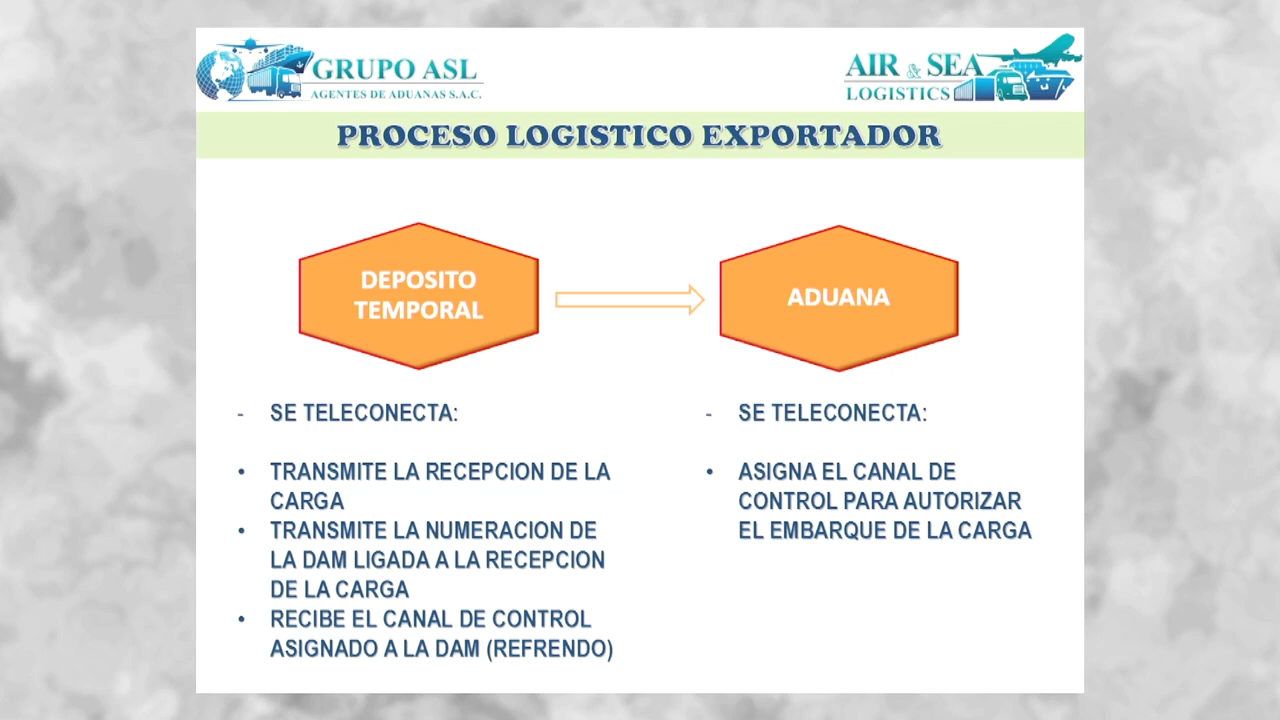 GRUPO ASL
AGENTES DE ADUANAS S.A.C.
AIR & SEA
LOGISTICS
PROCESO LOGISTICO EXPORTADOR
DEPOSITO
TEMPORAL
ADUANA
- SE TELECONECTA:
• TRANSMITE LA RECEPCION DE LA
CARGA
• TRANSMITE LA NUMERACION DE
LA DAM LIGADA A LA RECEPCION
DE LA CARGA
• RECIBE EL CANAL DE CONTROL
ASIGNADO A LA DAM (REFRENDO)
- SE TELECONECTA:
• ASIGNA EL CANAL DE
CONTROL PARA AUTORIZAR
EL EMBARQUE DE LA CARGA